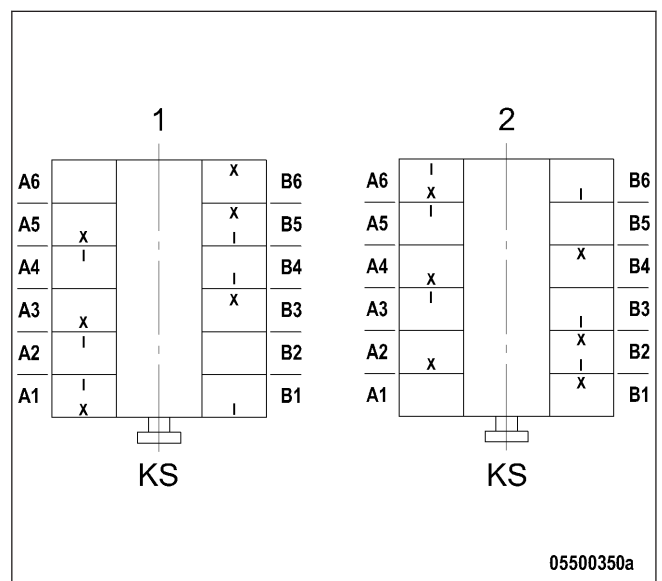 1
X
A6 B6
X
A5 B5
X I
I
A4 B4
I
X
A3 B3
X
I
A2 B2
I
A1 B1
X I
KS
2
I
A6 B6
X I
I
A5 B5
X
A4 B4
X
I
A3 B3
I
X
A2 B2
X I
X
A1 B1
KS
05500350a